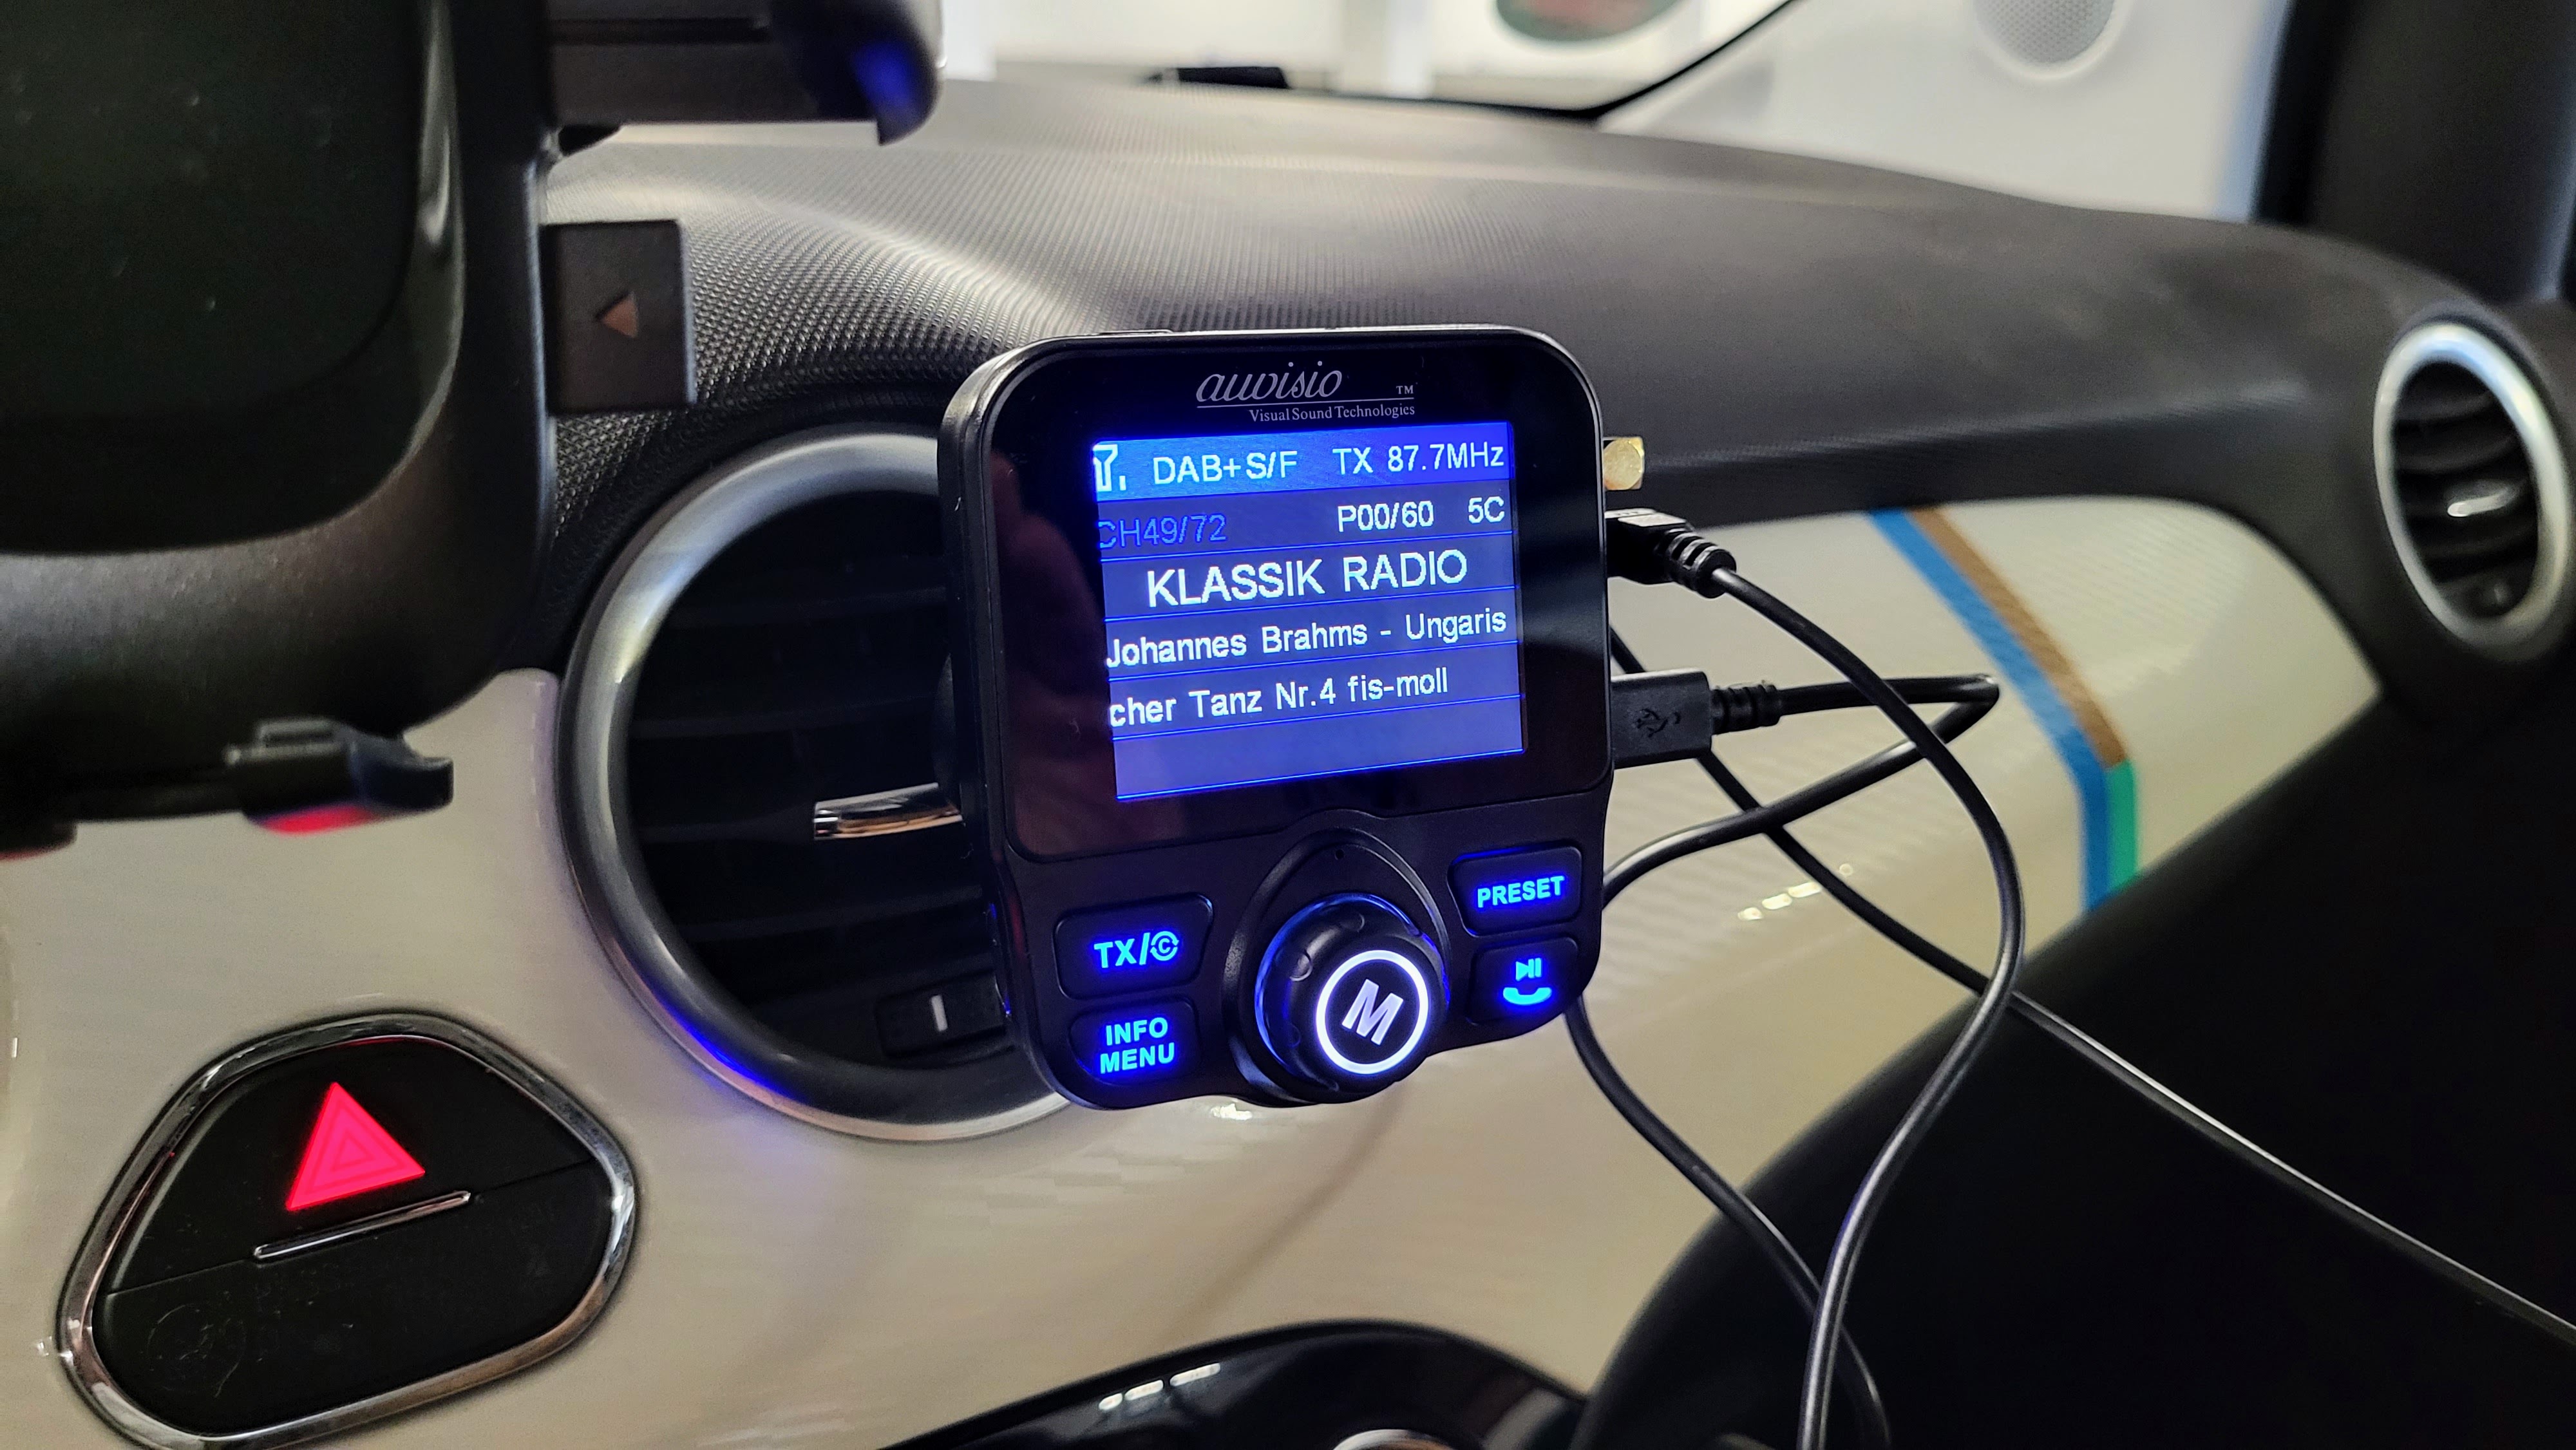 auvisio ™
Visual Sound Technologies
DAB+ S/F TX 87.7MHz
CH49/72 P00/60 5C
KLASSIK RADIO
Johannes Brahms - Ungaris
cher Tanz Nr.4 fis-moll
TX/C
PRESET
INFO
MENU
M